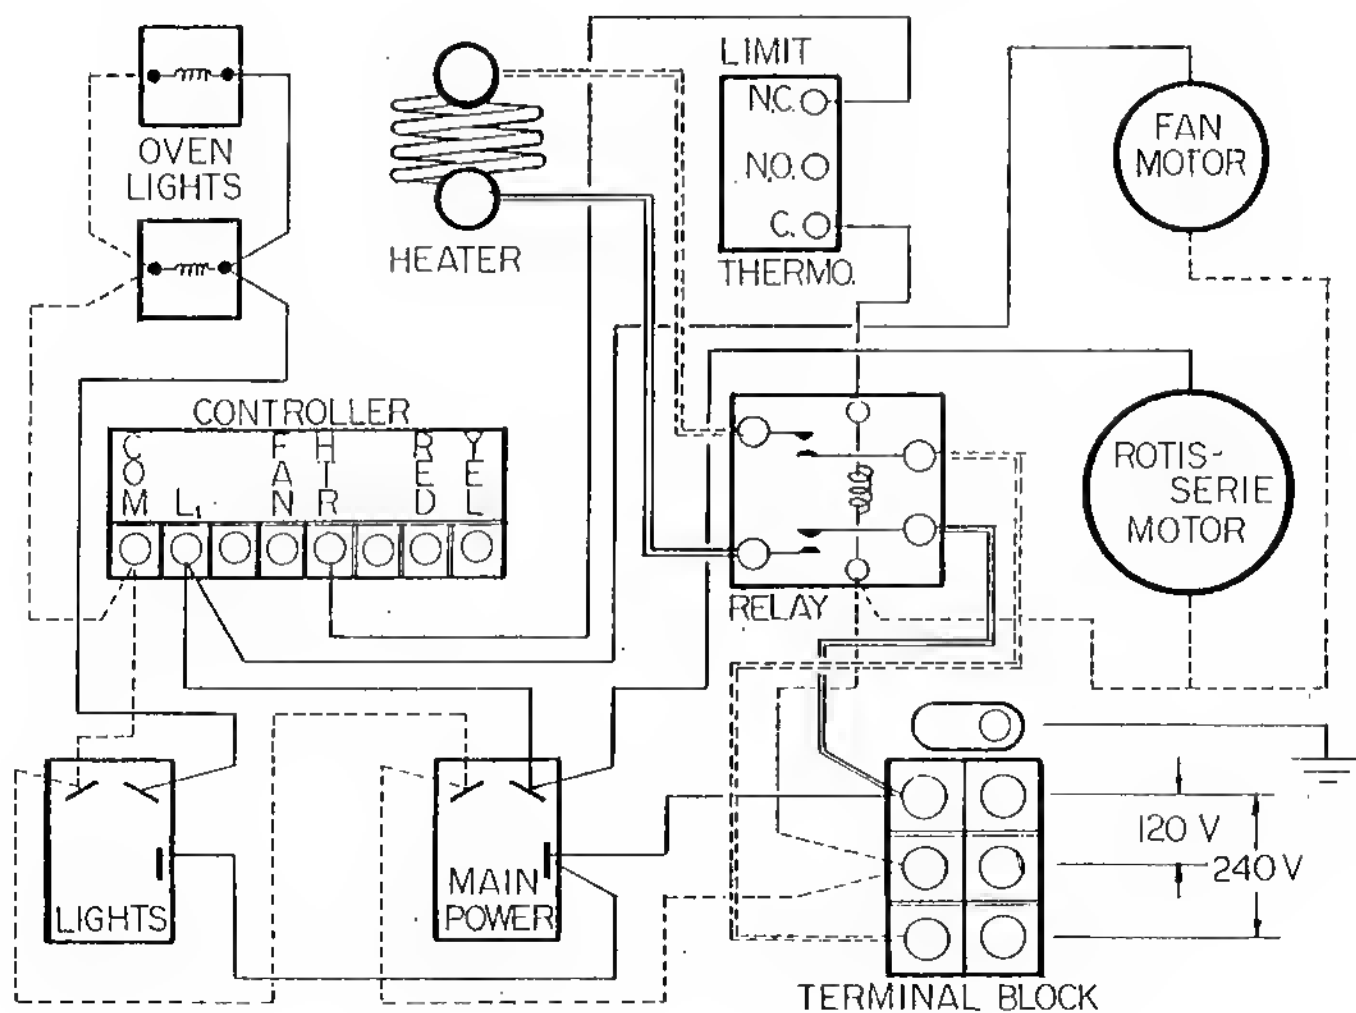 LIMIT
N.C.
N.O.
C.
THERMO.
FAN
MOTOR
OVEN
LIGHTS
HEATER
CONTROLLER
COM
L1
FAN
HTR
RED
YEL
RELAY
ROTIS-
SERIE
MOTOR
LIGHTS
MAIN
POWER
120 V
240 V
TERMINAL BLOCK